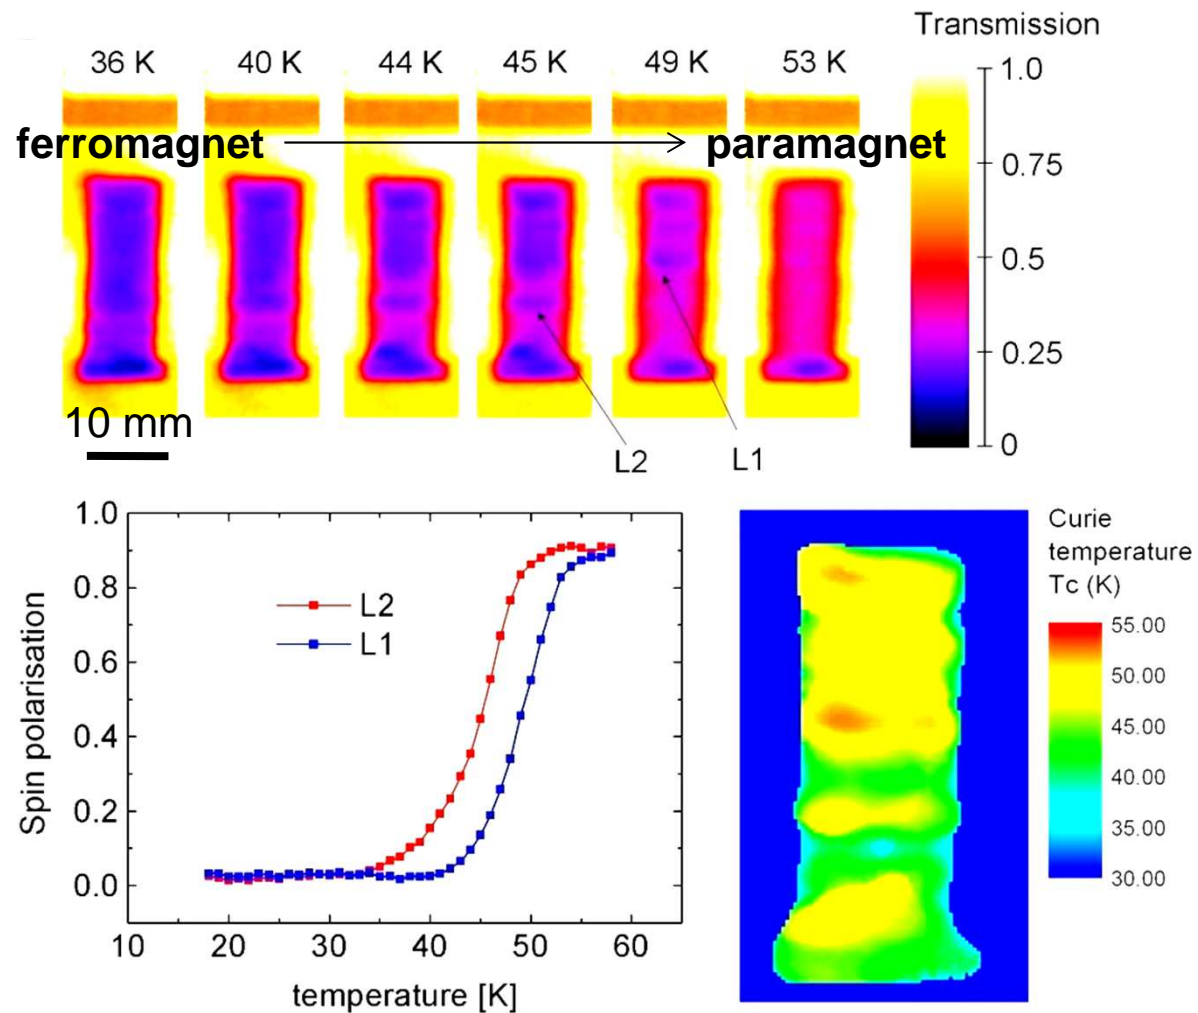 Transmission
36 K 40 K 44 K 45 K 49 K 53 K
1.0
ferromagnet paramagnet
0.75
0.5
0.25
0
10 mm
L2 L1
1.0
0.8
0.6
0.4
0.2
0.0
Spin polarisation
L2
L1
10 20 30 40 50 60
temperature [K]
Curie
temperature
Tc (K)
55.00
50.00
45.00
40.00
35.00
30.00